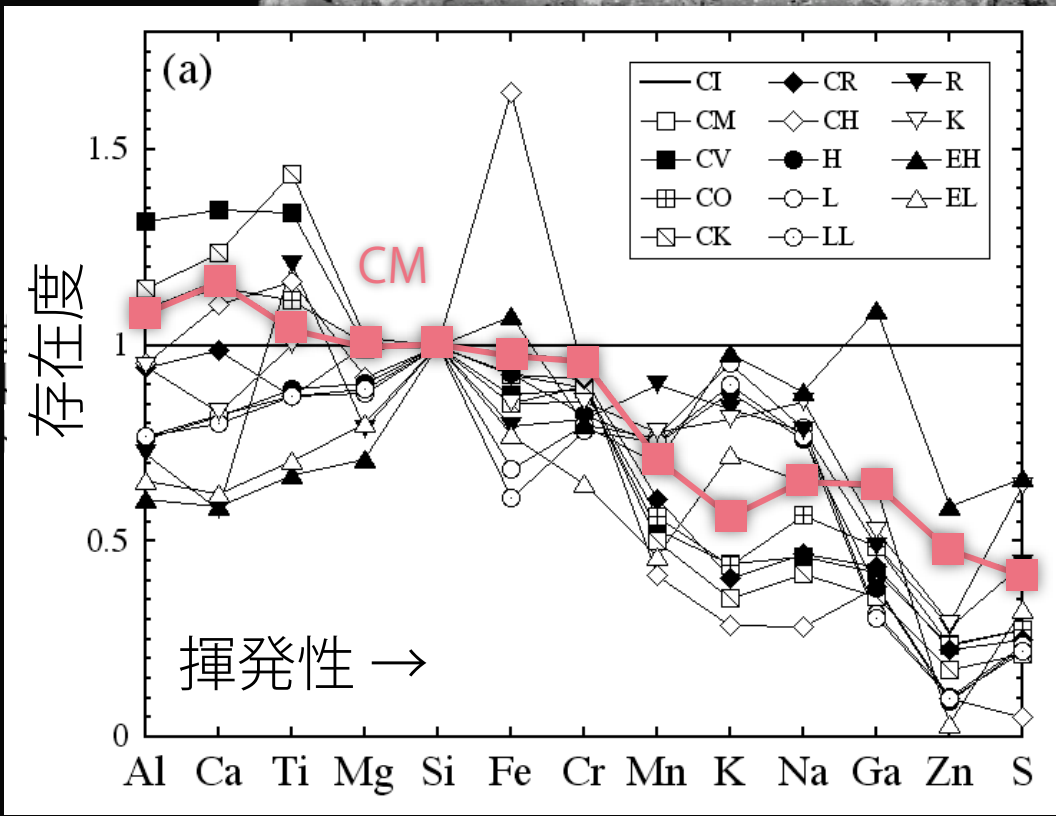 (a)
CI CR R
CM CH K
CV H EH
CO L EL
CK LL
1.5
CM
1
存在度
0.5
揮発性 →
0
Al Ca Ti Mg Si Fe Cr Mn K Na Ga Zn S